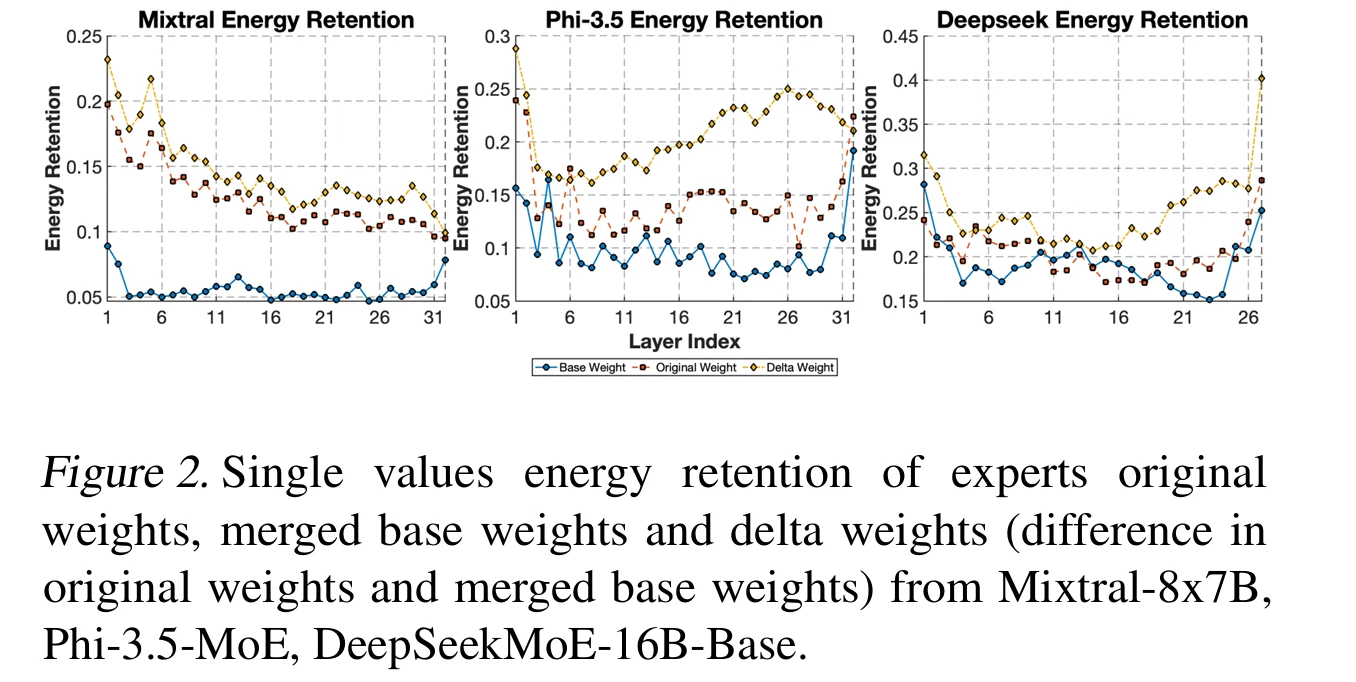 Mixtral Energy Retention
Energy Retention
0.25
0.2
0.15
0.1
0.05
1 6 11 16 21 26 31
Phi-3.5 Energy Retention
Energy Retention
0.3
0.25
0.2
0.15
0.1
0.05
1 6 11 16 21 26 31
Layer Index
Deepseek Energy Retention
Energy Retention
0.45
0.4
0.35
0.3
0.25
0.2
0.15
1 6 11 16 21 26
Base Weight Original Weight Delta Weight
Figure 2. Single values energy retention of experts original
weights, merged base weights and delta weights (difference in
original weights and merged base weights) from Mixtral-8x7B,
Phi-3.5-MoE, DeepSeekMoE-16B-Base.